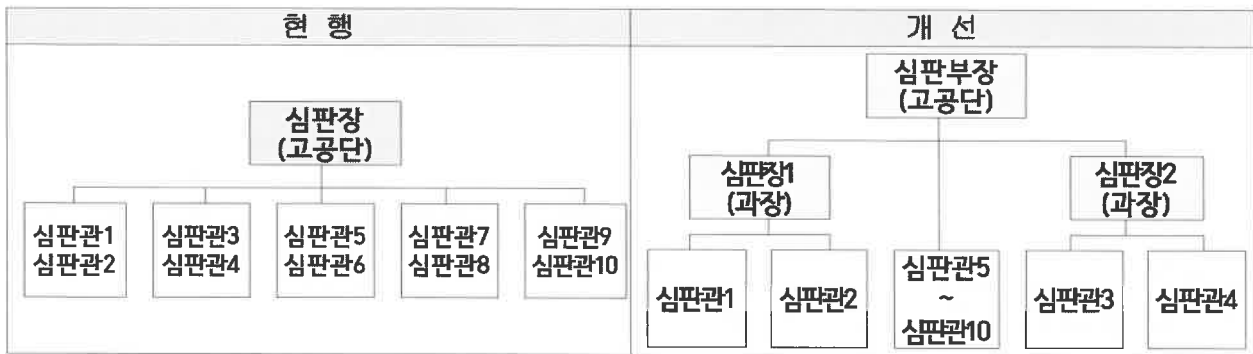 현 행
심판장
(고공단)
심판관1
심판관2
심판관3
심판관4
심판관5
심판관6
심판관7
심판관8
심판관9
심판관10
개 선
심판부장
(고공단)
심판장1
(과장)
심판장2
(과장)
심판관1
심판관2
심판관5
~
심판관10
심판관3
심판관4